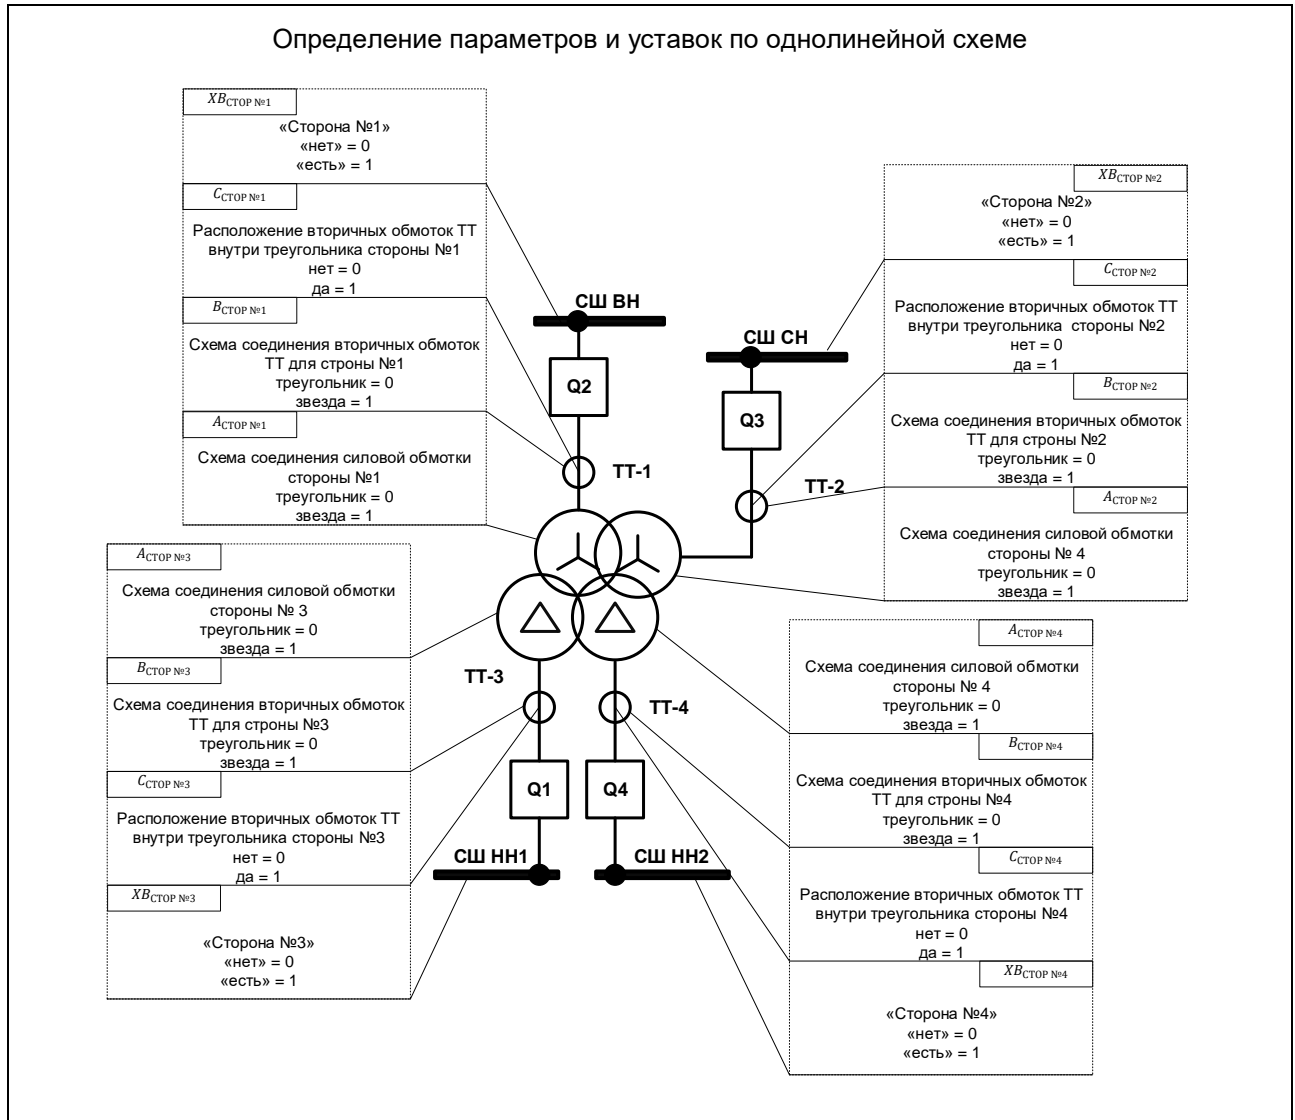 Определение параметров и уставок по однолинейной схеме
XВСТОР №1
«Сторона №1»
«нет» = 0
«есть» = 1
CСТОР №1
Расположение вторичных обмоток ТТ
внутри треугольника стороны №1
нет = 0
да = 1
BСТОР №1
Схема соединения вторичных обмоток
ТТ для строны №1
треугольник = 0
звезда = 1
AСТОР №1
Схема соединения силовой обмотки
стороны №1
треугольник = 0
звезда = 1
XВСТОР №2
«Сторона №2»
«нет» = 0
«есть» = 1
CСТОР №2
Расположение вторичных обмоток ТТ
внутри треугольника стороны №2
нет = 0
да = 1
BСТОР №2
Схема соединения вторичных обмоток
ТТ для строны №2
треугольник = 0
звезда = 1
AСТОР №2
Схема соединения силовой обмотки
стороны № 4
треугольник = 0
звезда = 1
СШ ВН
Q2
ТТ-1
СШ СН
Q3
ТТ-2
AСТОР №3
Схема соединения силовой обмотки
стороны № 3
треугольник = 0
звезда = 1
BСТОР №3
Схема соединения вторичных обмоток
ТТ для строны №3
треугольник = 0
звезда = 1
CСТОР №3
Расположение вторичных обмоток ТТ
внутри треугольника стороны №3
нет = 0
да = 1
XВСТОР №3
«Сторона №3»
«нет» = 0
«есть» = 1
ТТ-3
ТТ-4
Q1
Q4
СШ НН1
СШ НН2
AСТОР №4
Схема соединения силовой обмотки
стороны № 4
треугольник = 0
звезда = 1
BСТОР №4
Схема соединения вторичных обмоток
ТТ для строны №4
треугольник = 0
звезда = 1
CСТОР №4
Расположение вторичных обмоток ТТ
внутри треугольника стороны №4
нет = 0
да = 1
XВСТОР №4
«Сторона №4»
«нет» = 0
«есть» = 1